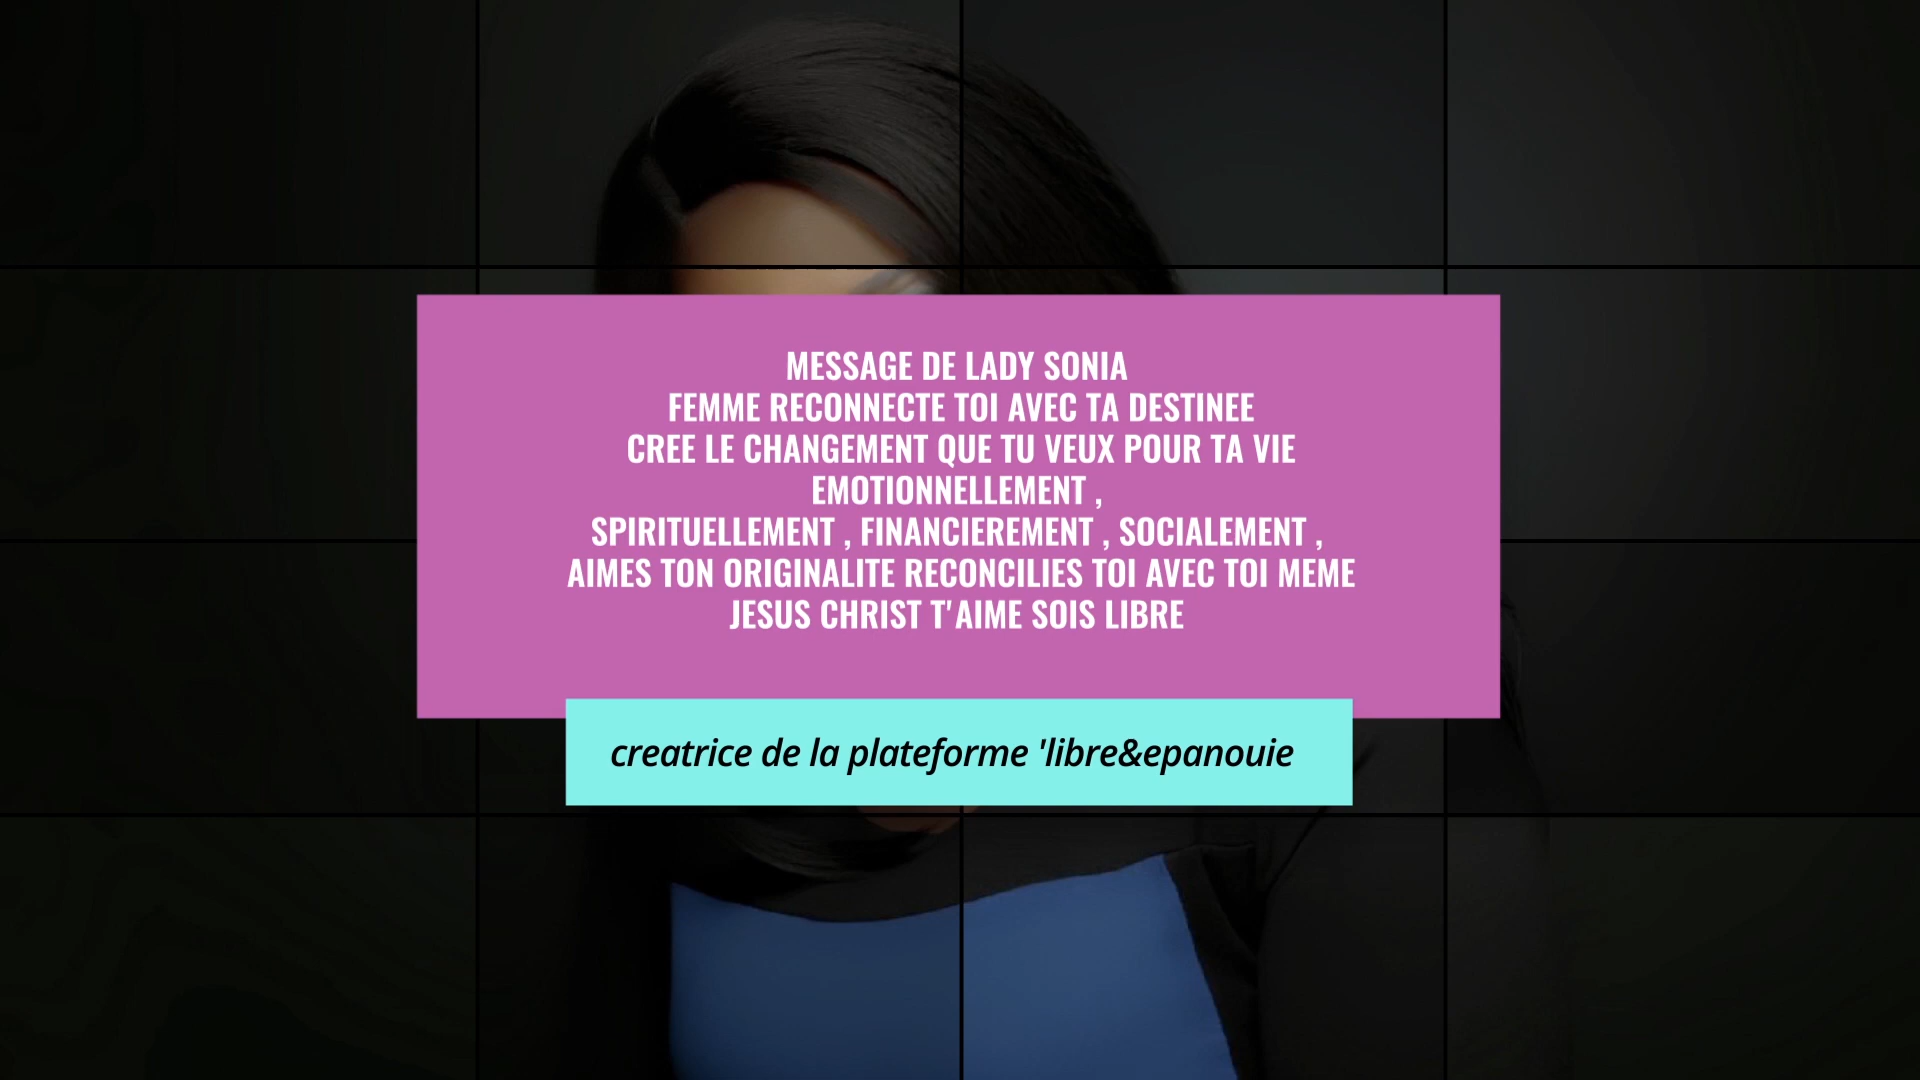 MESSAGE DE LADY SONIA
FEMME RECONNECTE TOI AVEC TA DESTINEE
CREE LE CHANGEMENT QUE TU VEUX POUR TA VIE
EMOTIONNELLEMENT ,
SPIRITUELLEMENT , FINANCIEREMENT , SOCIALEMENT ,
AIMES TON ORIGINALITE RECONCILIES TOI AVEC TOI MEME
JESUS CHRIST T'AIME SOIS LIBRE
creatrice de la plateforme 'libre&epanouie